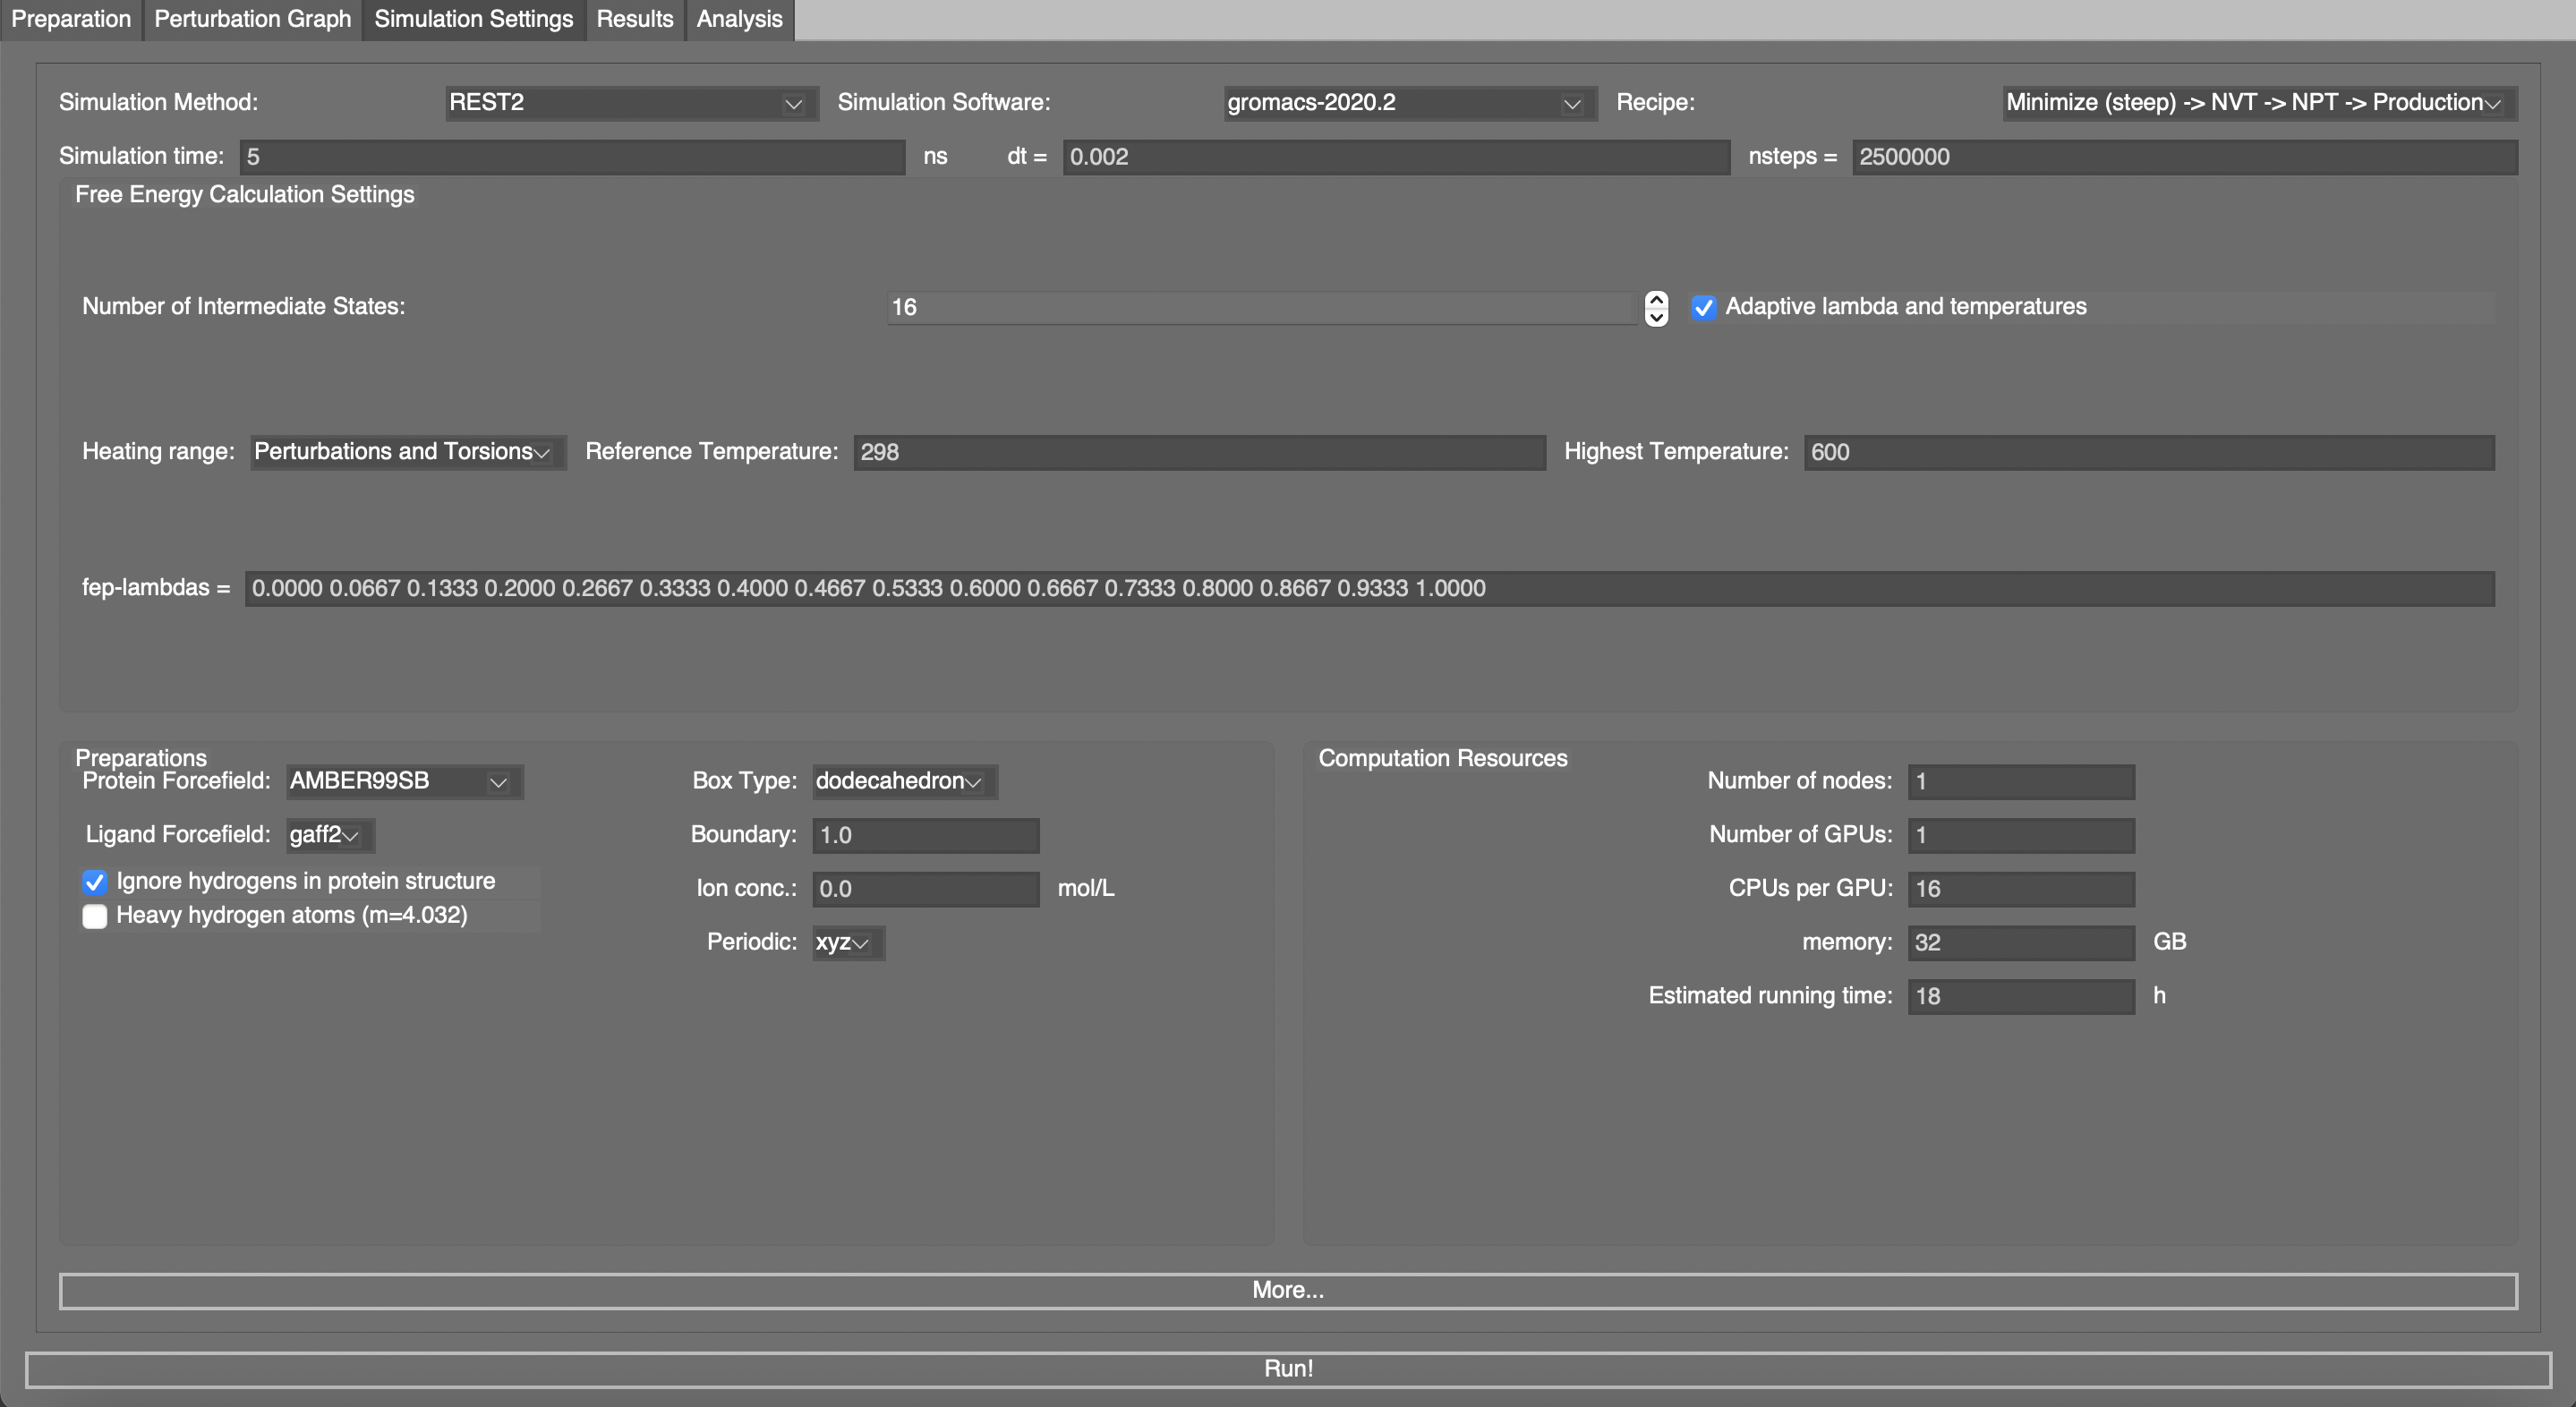 Preparation Perturbation Graph Simulation Settings Results Analysis
Simulation Method: REST2 Simulation Software: gromacs-2020.2 Recipe: Minimize (steep) -> NVT -> NPT -> Production
Simulation time: 5 ns dt = 0.002 nsteps = 2500000
Free Energy Calculation Settings
Number of Intermediate States: 16 Adaptive lambda and temperatures
Heating range: Perturbations and Torsions Reference Temperature: 298 Highest Temperature: 600
fep-lambdas = 0.0000 0.0667 0.1333 0.2000 0.2667 0.3333 0.4000 0.4667 0.5333 0.6000 0.6667 0.7333 0.8000 0.8667 0.9333 1.0000
Preparations
Protein Forcefield: AMBER99SB Box Type: dodecahedron
Ligand Forcefield: gaff2 Boundary: 1.0
Ignore hydrogens in protein structure Ion conc.: 0.0 mol/L
Heavy hydrogen atoms (m=4.032)
Periodic: xyz
Computation Resources
Number of nodes: 1
Number of GPUs: 1
CPUs per GPU: 16
memory: 32 GB
Estimated running time: 18 h
More...
Run!